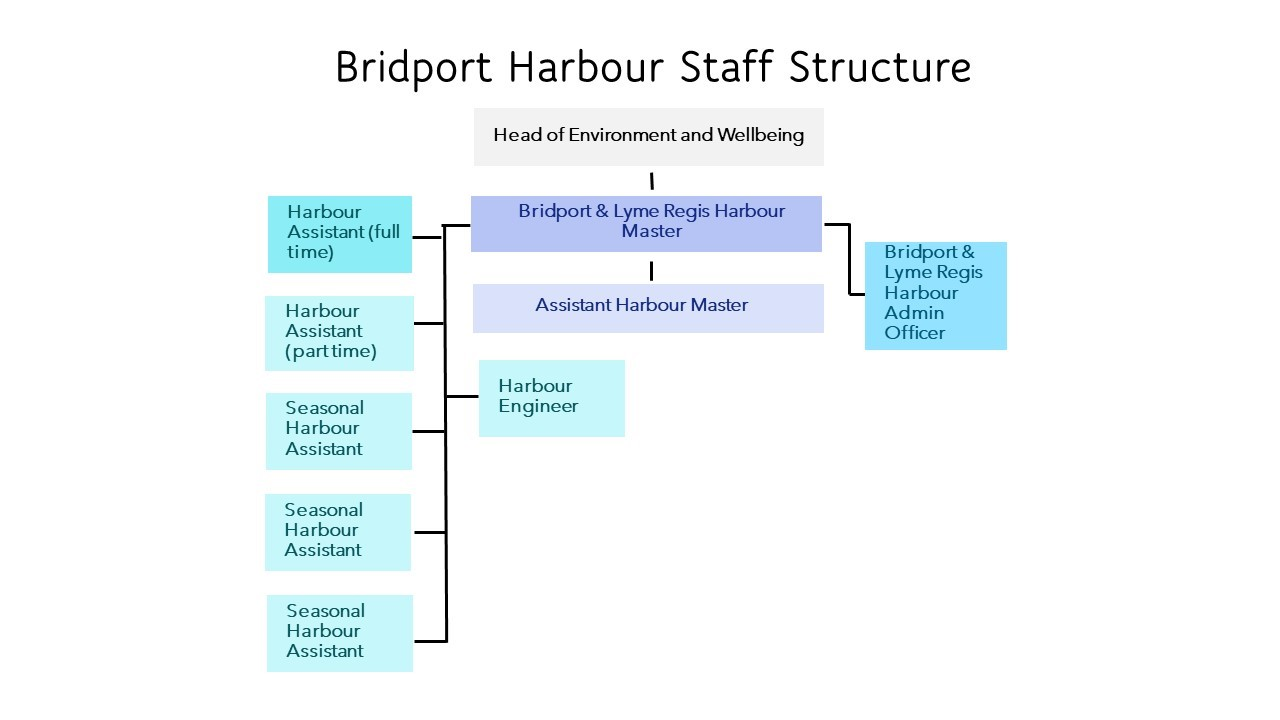 Bridport Harbour Staff Structure
Head of Environment and Wellbeing
Bridport & Lyme Regis Harbour
Master
Assistant Harbour Master
Harbour
Assistant (full
time)
Harbour
Assistant
(part time)
Seasonal
Harbour
Assistant
Seasonal
Harbour
Assistant
Seasonal
Harbour
Assistant
Harbour
Engineer
Bridport &
Lyme Regis
Harbour
Admin
Officer